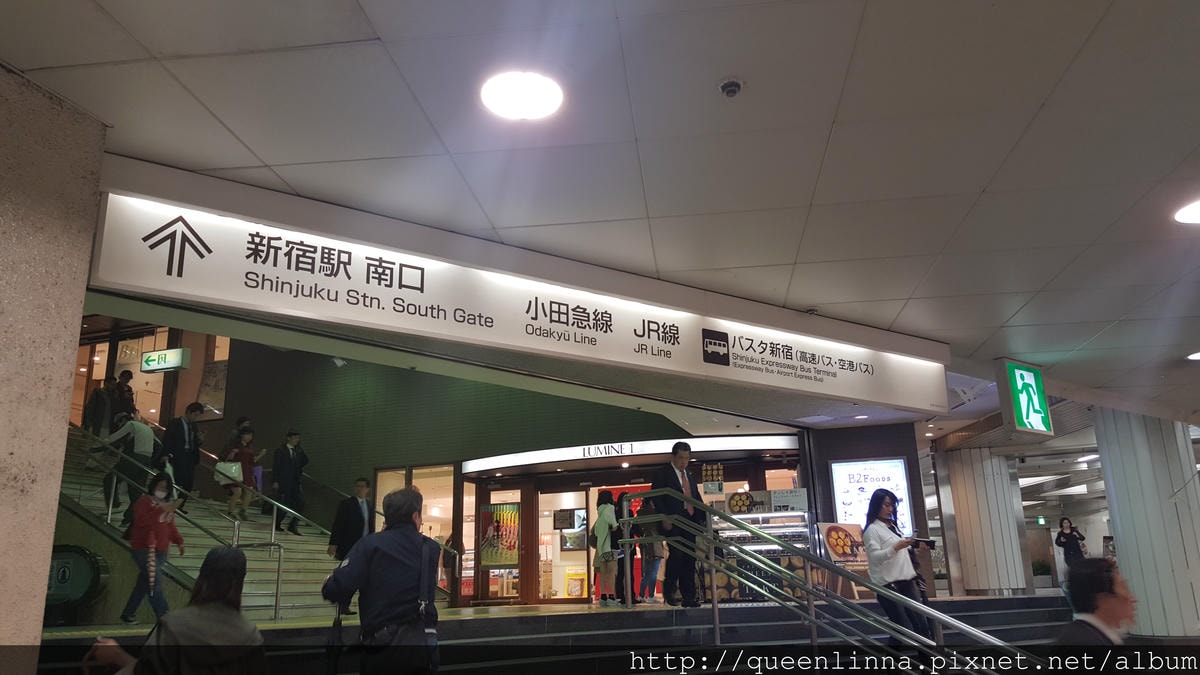 新宿駅 南口
Shinjuku Stn. South Gate
小田急線
Odakyū Line
JR線
JR Line
バスタ新宿(高速バス・空港バス)
Shinjuku Expressway Bus Terminal
(Expressway Bus・Airport Express Bus)
LUMINE 1
B2Foods
http://queenlinna.pixnet.net/album